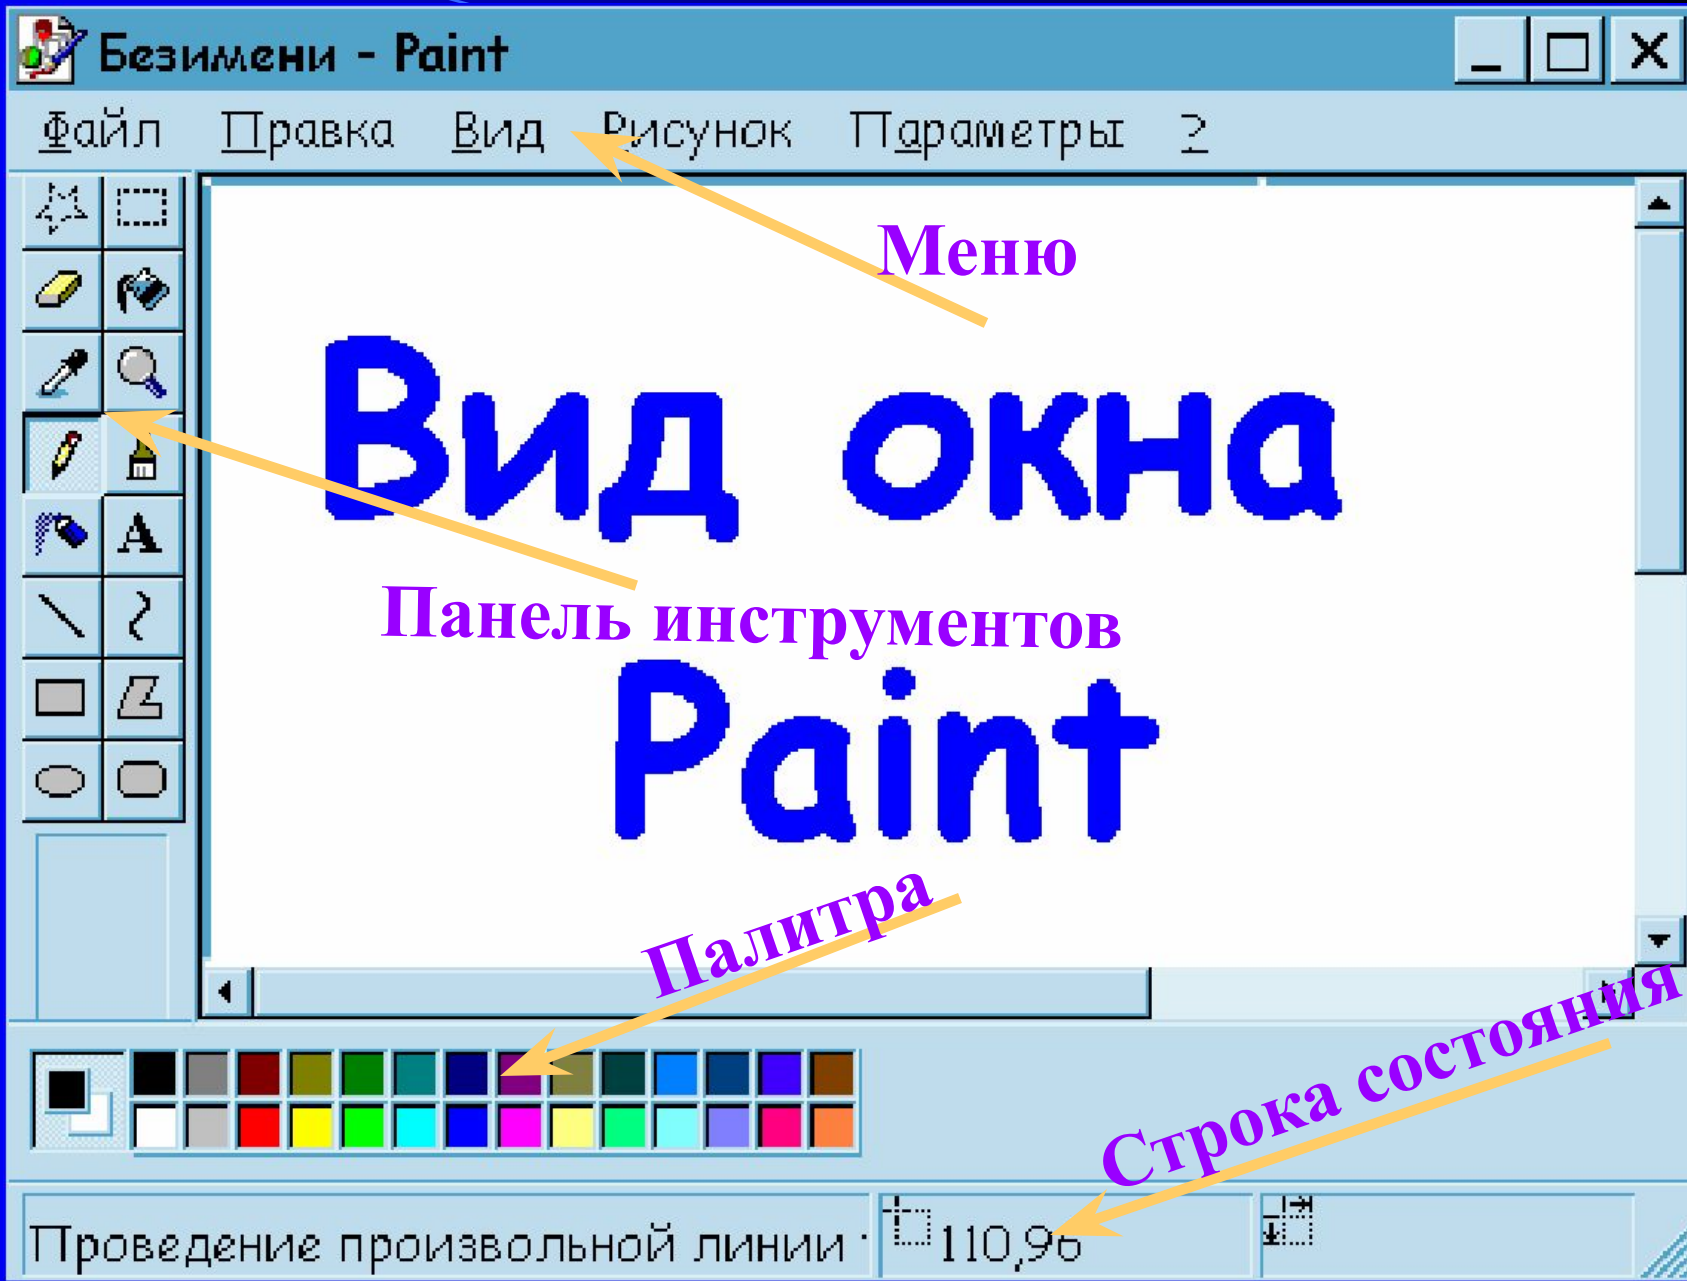 Безимени - Paint
Файл Правка Вид Рисунок Параметры ?
Меню
Вид окна
A
Панель инструментов
Paint
Палитра
Строка состояния
Проведение произвольной линии 110,96